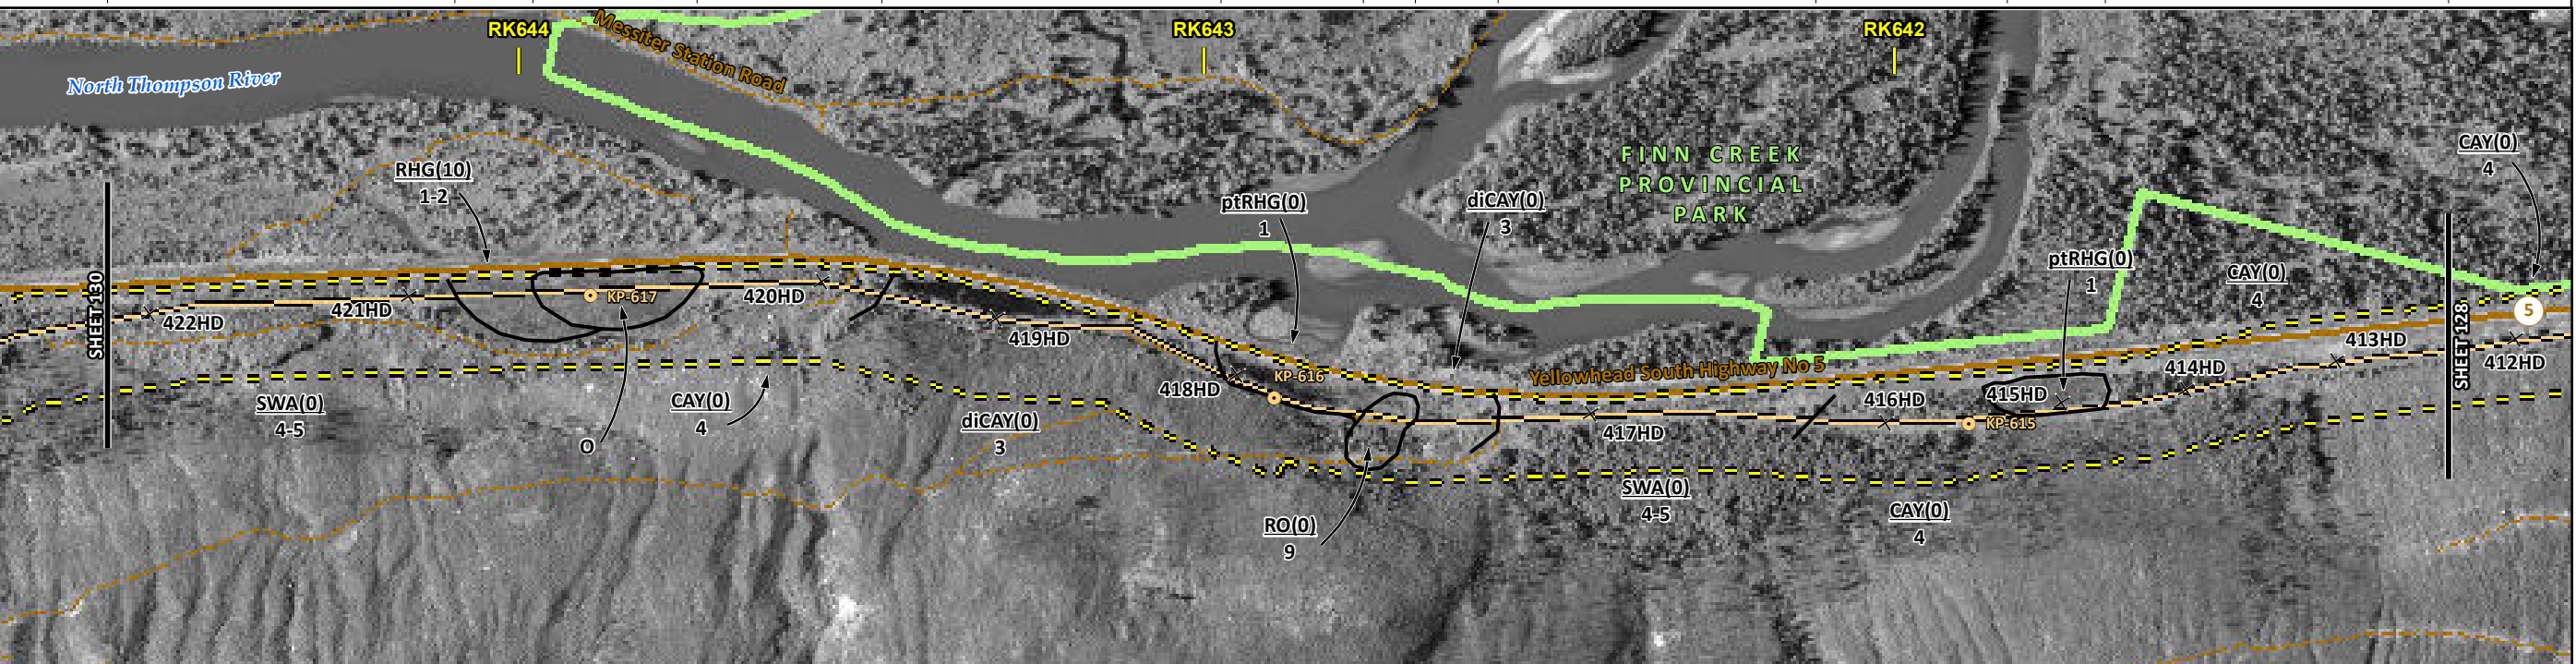 RK644
RK643
RK642
Messiter Station Road
North Thompson River
FINN CREEK
PROVINCIAL
PARK
CAY(0)
4
RHG(10)
1-2
ptRHG(0)
1
diCAY(0)
3
ptRHG(0)
1
CAY(0)
4
SHEET 130
422HD
421HD
KP-617
420HD
419HD
418HD
KP-616
Yellowhead South Highway No 5
417HD
416HD
KP-615
415HD
414HD
413HD
SHEET 128
412HD
5
SWA(0)
4-5
O
CAY(0)
4
diCAY(0)
3
RO(0)
9
SWA(0)
4-5
CAY(0)
4